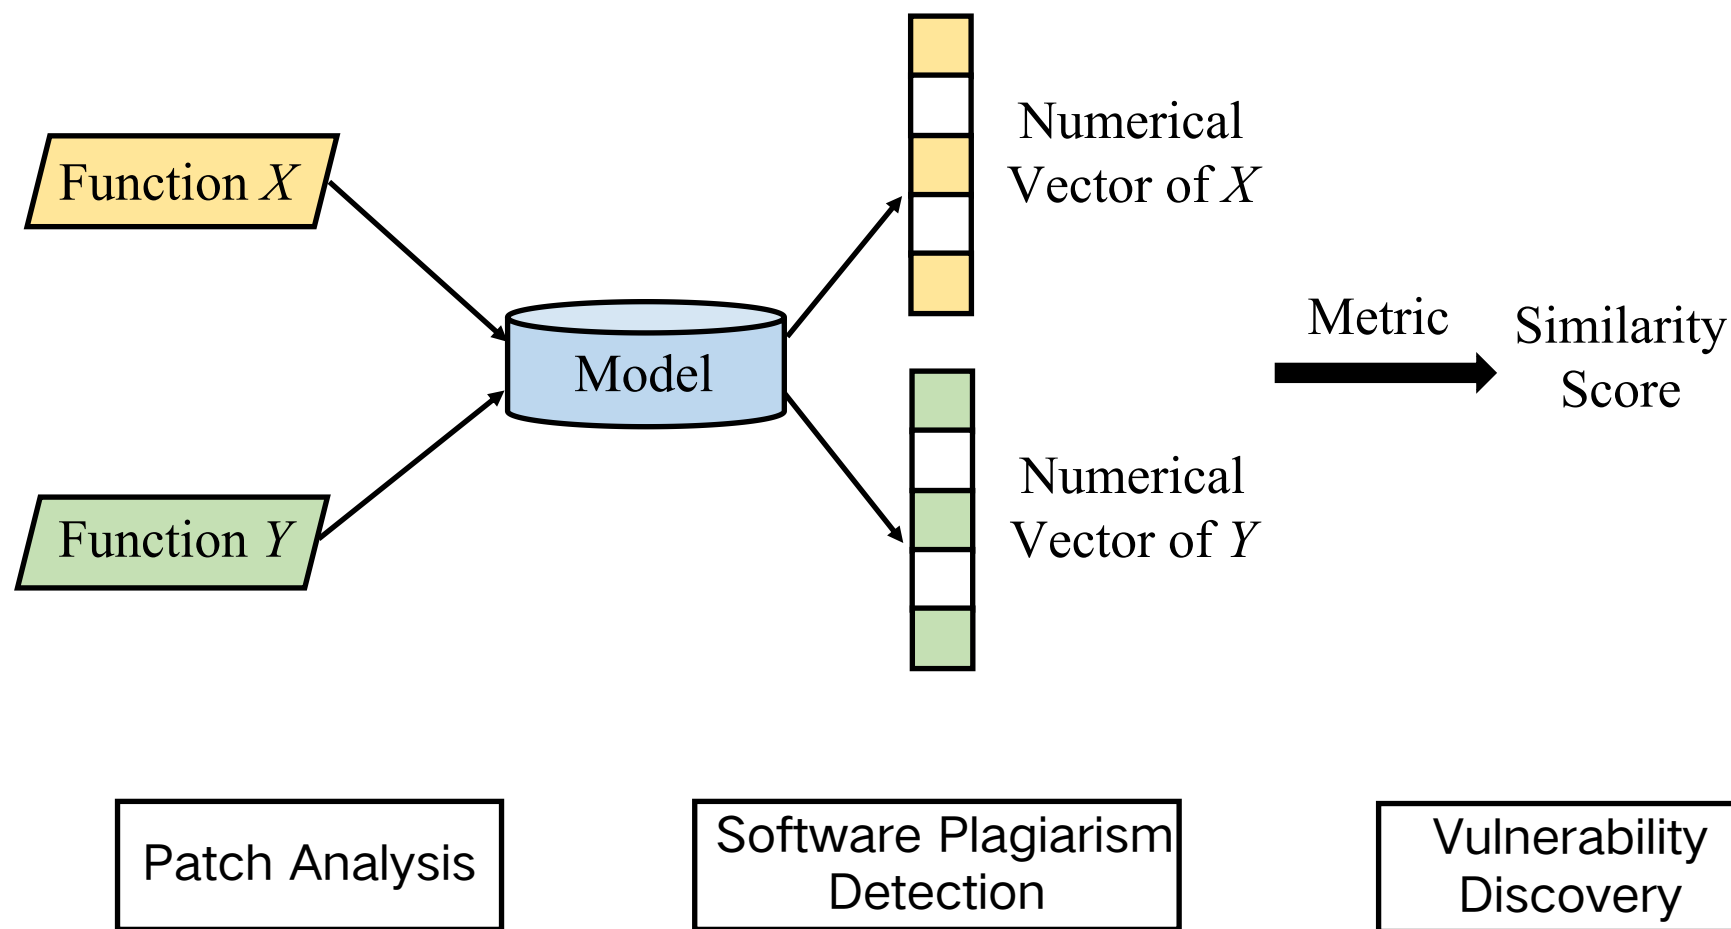 Function X
Function Y
Model
Numerical
Vector of X
Numerical
Vector of Y
Metric
Similarity
Score
Patch Analysis
Software Plagiarism
Detection
Vulnerability
Discovery